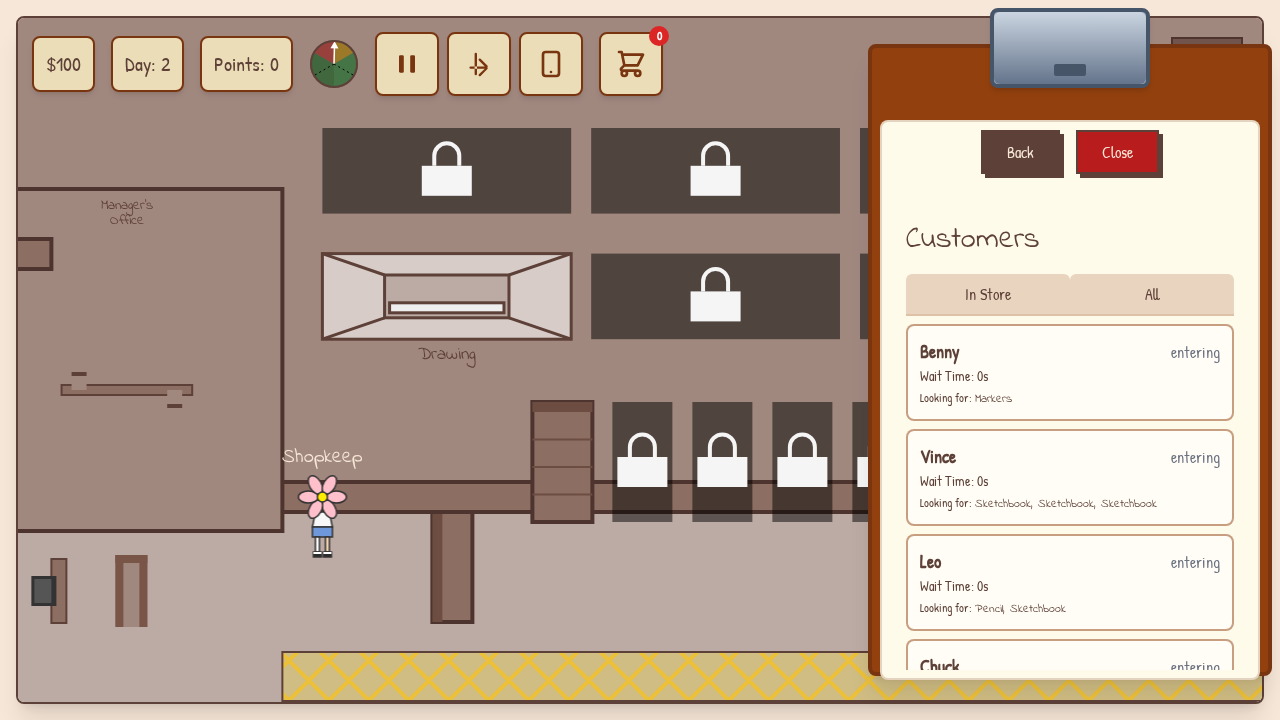 $100
Day: 2
Points: 0
0
Back
Close
Manager's
Office
Customers
In Store
All
Benny
entering
Wait Time: 0s
Looking for: Markers
Drawing
Vince
entering
Wait Time: 0s
Looking for: Sketchbook, Sketchbook, Sketchbook
Shopkeep
Leo
entering
Wait Time: 0s
Looking for: Pencil, Sketchbook
Chuck
entering